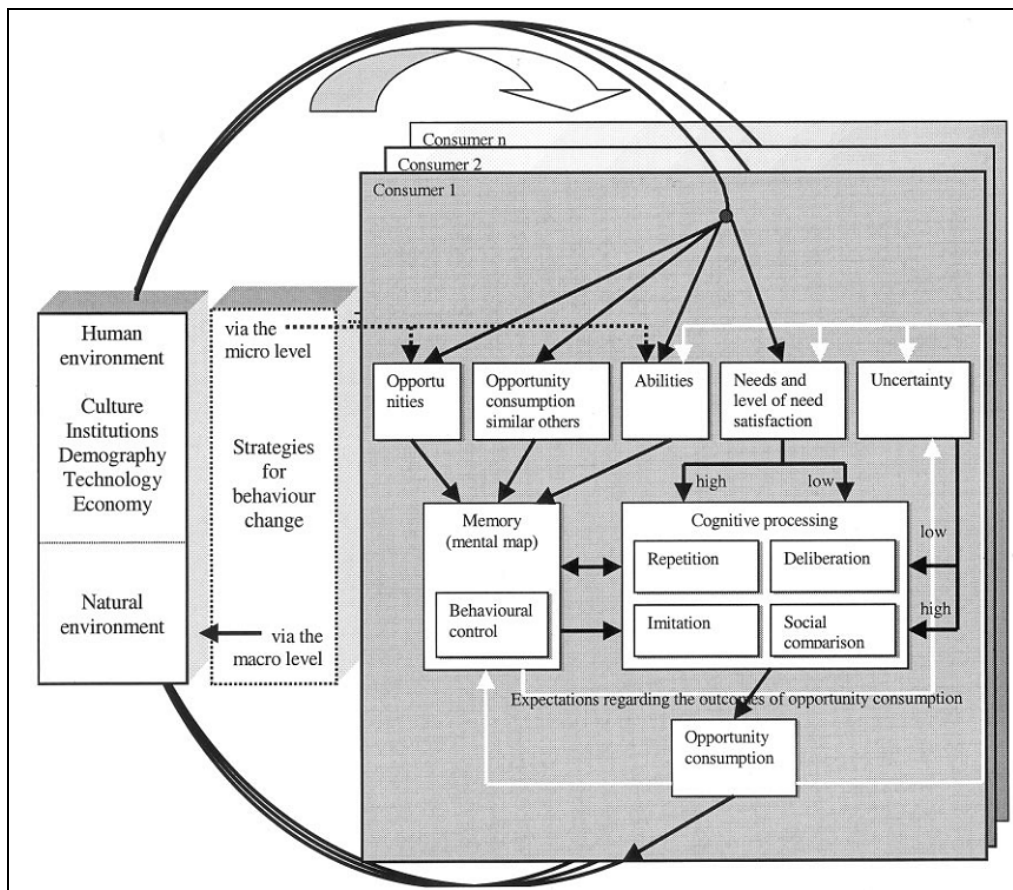 Consumer n
Consumer 2
Consumer 1
Human
environment
Culture
Institutions
Demography
Technology
Economy
Natural
environment
via the
micro level
Strategies
for
behaviour
change
via the
macro level
Opportu
nities
Opportunity
consumption
similar others
Abilities
Needs and
level of need
satisfaction
Uncertainty
high
low
Memory
(mental map)
Behavioural
control
Cognitive processing
Repetition
Deliberation
Imitation
Social
comparison
low
high
Expectations regarding the outcomes of opportunity consumption
Opportunity
consumption